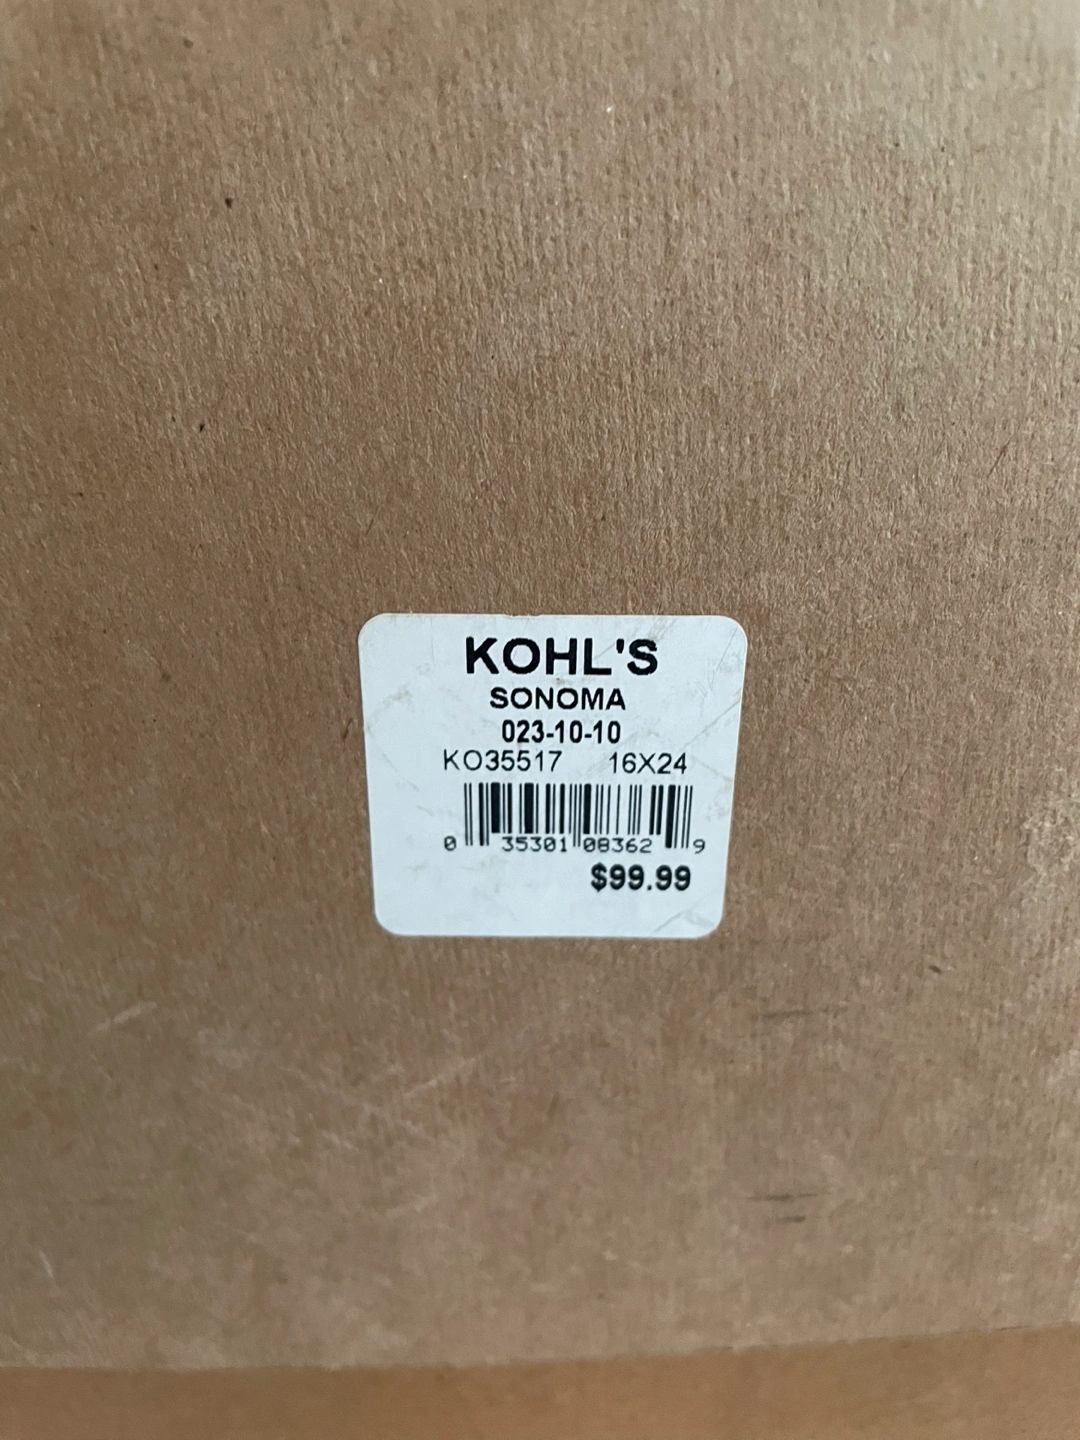 KOHL'S
SONOMA
023-10-10
KO35517 16X24
0 35301 08362 9
$99.99